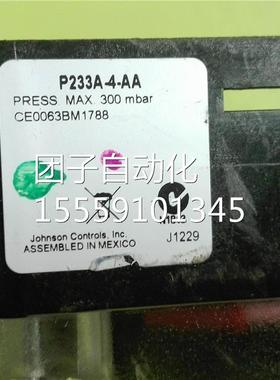 P233A-4-AA
PRESS MAX. 300 mbar
CE0063BM1788
团子自动化
15559101345
Johnson Controls, Inc.
J1229
ASSEMBLED IN MEXICO